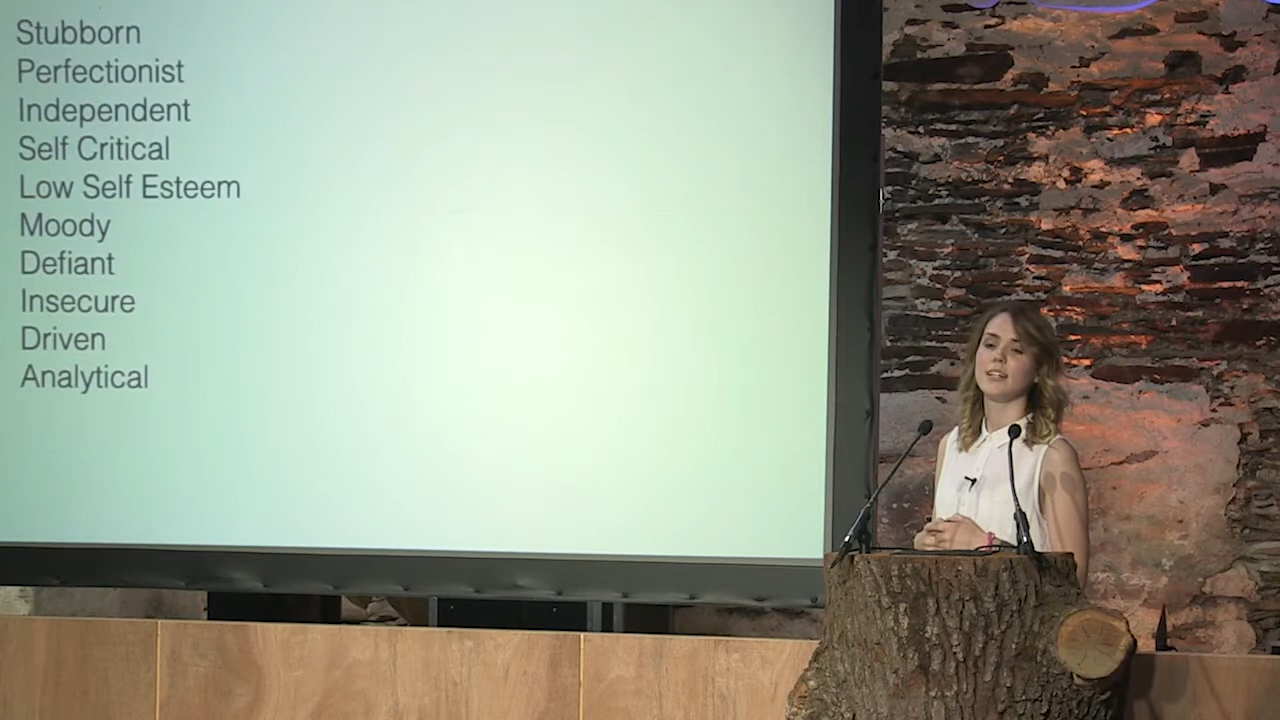 Stubborn
Perfectionist
Independent
Self Critical
Low Self Esteem
Moody
Defiant
Insecure
Driven
Analytical